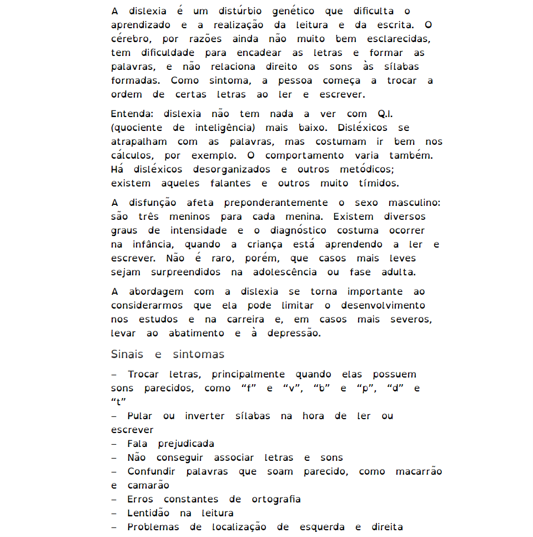 A dislexia é um distúrbio genético que dificulta o
aprendizado e a realização da leitura e da escrita. O
cérebro, por razões ainda não muito bem esclarecidas,
tem dificuldade para encadear as letras e formar as
palavras, e não relaciona direito os sons às sílabas
formadas. Como sintoma, a pessoa começa a trocar a
ordem de certas letras ao ler e escrever.
Entenda: dislexia não tem nada a ver com Q.I.
(quociente de inteligência) mais baixo. Disléxicos se
atrapalham com as palavras, mas costumam ir bem nos
cálculos, por exemplo. O comportamento varia também.
Há disléxicos desorganizados e outros metódicos;
existem aqueles falantes e outros muito tímidos.
A disfunção afeta preponderantemente o sexo masculino:
são três meninos para cada menina. Existem diversos
graus de intensidade e o diagnóstico costuma ocorrer
na infância, quando a criança está aprendendo a ler e
escrever. Não é raro, porém, que casos mais leves
sejam surpreendidos na adolescência ou fase adulta.
A abordagem com a dislexia se torna importante ao
considerarmos que ela pode limitar o desenvolvimento
nos estudos e na carreira e, em casos mais severos,
levar ao abatimento e à depressão.
Sinais e sintomas
– Trocar letras, principalmente quando elas possuem
sons parecidos, como “f” e “v”, “b” e “p”, “d” e
“t”
– Pular ou inverter sílabas na hora de ler ou
escrever
– Fala prejudicada
– Não conseguir associar letras e sons
– Confundir palavras que soam parecido, como macarrão
e camarão
– Erros constantes de ortografia
– Lentidão na leitura
– Problemas de localização de esquerda e direita